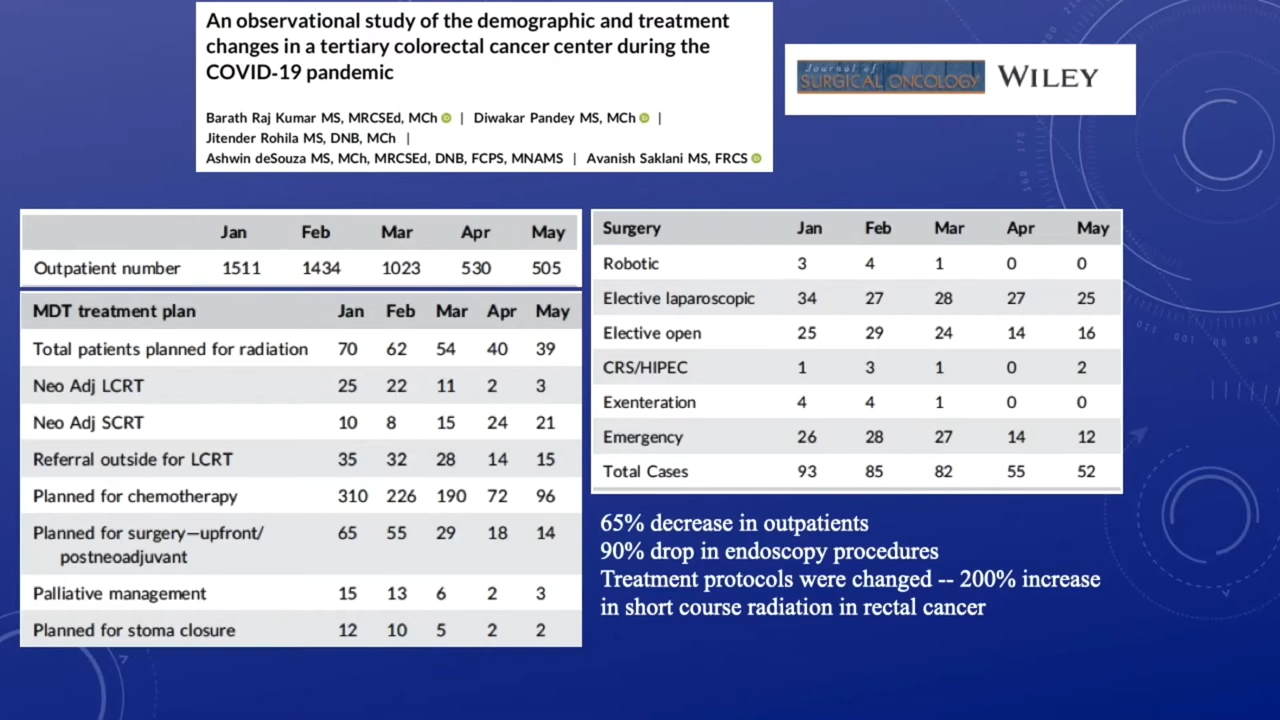 An observational study of the demographic and treatment
changes in a tertiary colorectal cancer center during the
COVID-19 pandemic
Barath Raj Kumar MS, MRCSEd, MCh | Diwakar Pandey MS, MCh |
Jitender Rohila MS, DNB, MCh |
Ashwin deSouza MS, MCh, MRCSEd, DNB, FCPS, MNAMS | Avanish Saklani MS, FRCS
Journal of
SURGICAL ONCOLOGY WILEY
Jan Feb Mar Apr May
Outpatient number 1511 1434 1023 530 505
MDT treatment plan Jan Feb Mar Apr May
Total patients planned for radiation 70 62 54 40 39
Neo Adj LCRT 25 22 11 2 3
Neo Adj SCRT 10 8 15 24 21
Referral outside for LCRT 35 32 28 14 15
Planned for chemotherapy 310 226 190 72 96
Planned for surgery—upfront/ 65 55 29 18 14
postneoadjuvant
Palliative management 15 13 6 2 3
Planned for stoma closure 12 10 5 2 2
Surgery Jan Feb Mar Apr May
Robotic 3 4 1 0 0
Elective laparoscopic 34 27 28 27 25
Elective open 25 29 24 14 16
CRS/HIPEC 1 3 1 0 2
Exenteration 4 4 1 0 0
Emergency 26 28 27 14 12
Total Cases 93 85 82 55 52
65% decrease in outpatients
90% drop in endoscopy procedures
Treatment protocols were changed -- 200% increase
in short course radiation in rectal cancer